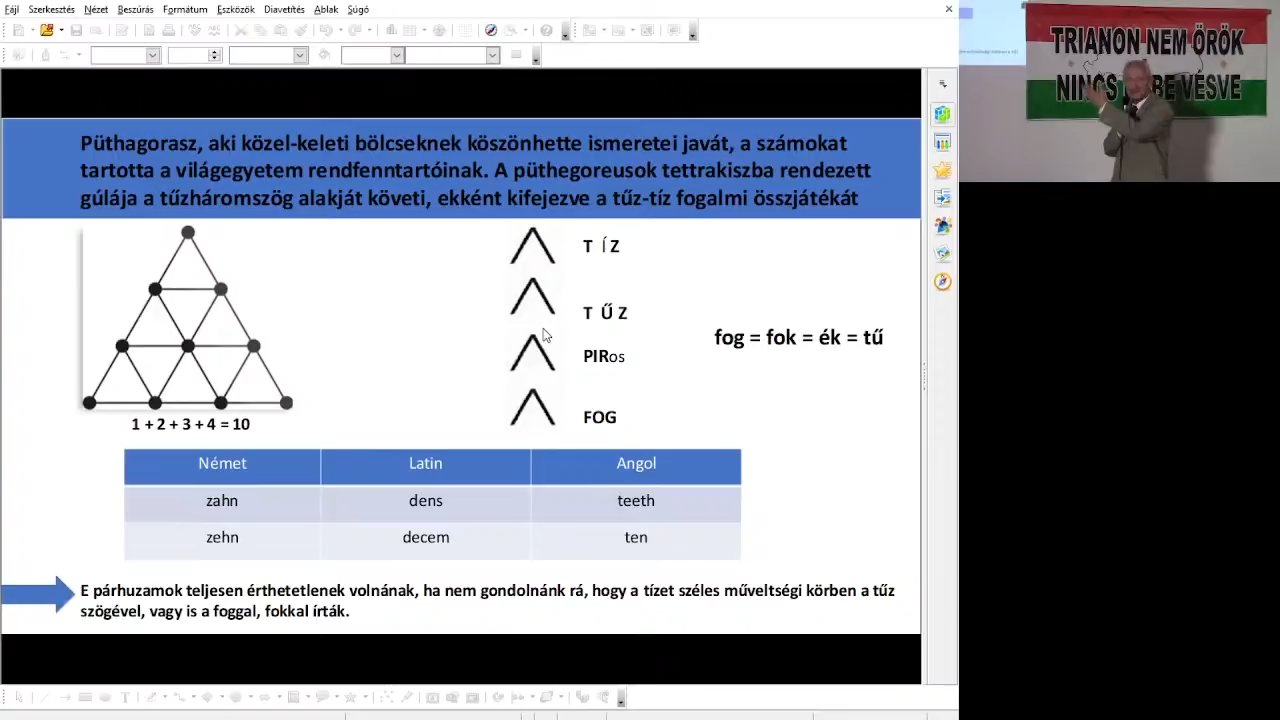 Fájl Szerkesztés Nézet Beszúrás Formátum Eszközök Diavetítés Ablak Súgó
TRIANON NEM ÖRÖK
NINCS BE VÉSVE
Püthagorasz, aki közel-keleti bölcseknek köszönhette ismeretei javát, a számokat
tartotta a világegyetem rendfenntartóinak. A püthegoreusok tettrakiszba rendezett
gúlája a tűzháromszög alakját követi, ekként kifejezve a tűz-tíz fogalmi összjátékát
T Í Z
T Ű Z
PIRos
FOG
fog = fok = ék = tű
1 + 2 + 3 + 4 = 10
Német Latin Angol
zahn dens teeth
zehn decem ten
E párhuzamok teljesen érthetetlenek volnának, ha nem gondolnánk rá, hogy a tízet széles műveltségi körben a tűz
szögével, vagy is a foggal, fokkal írták.